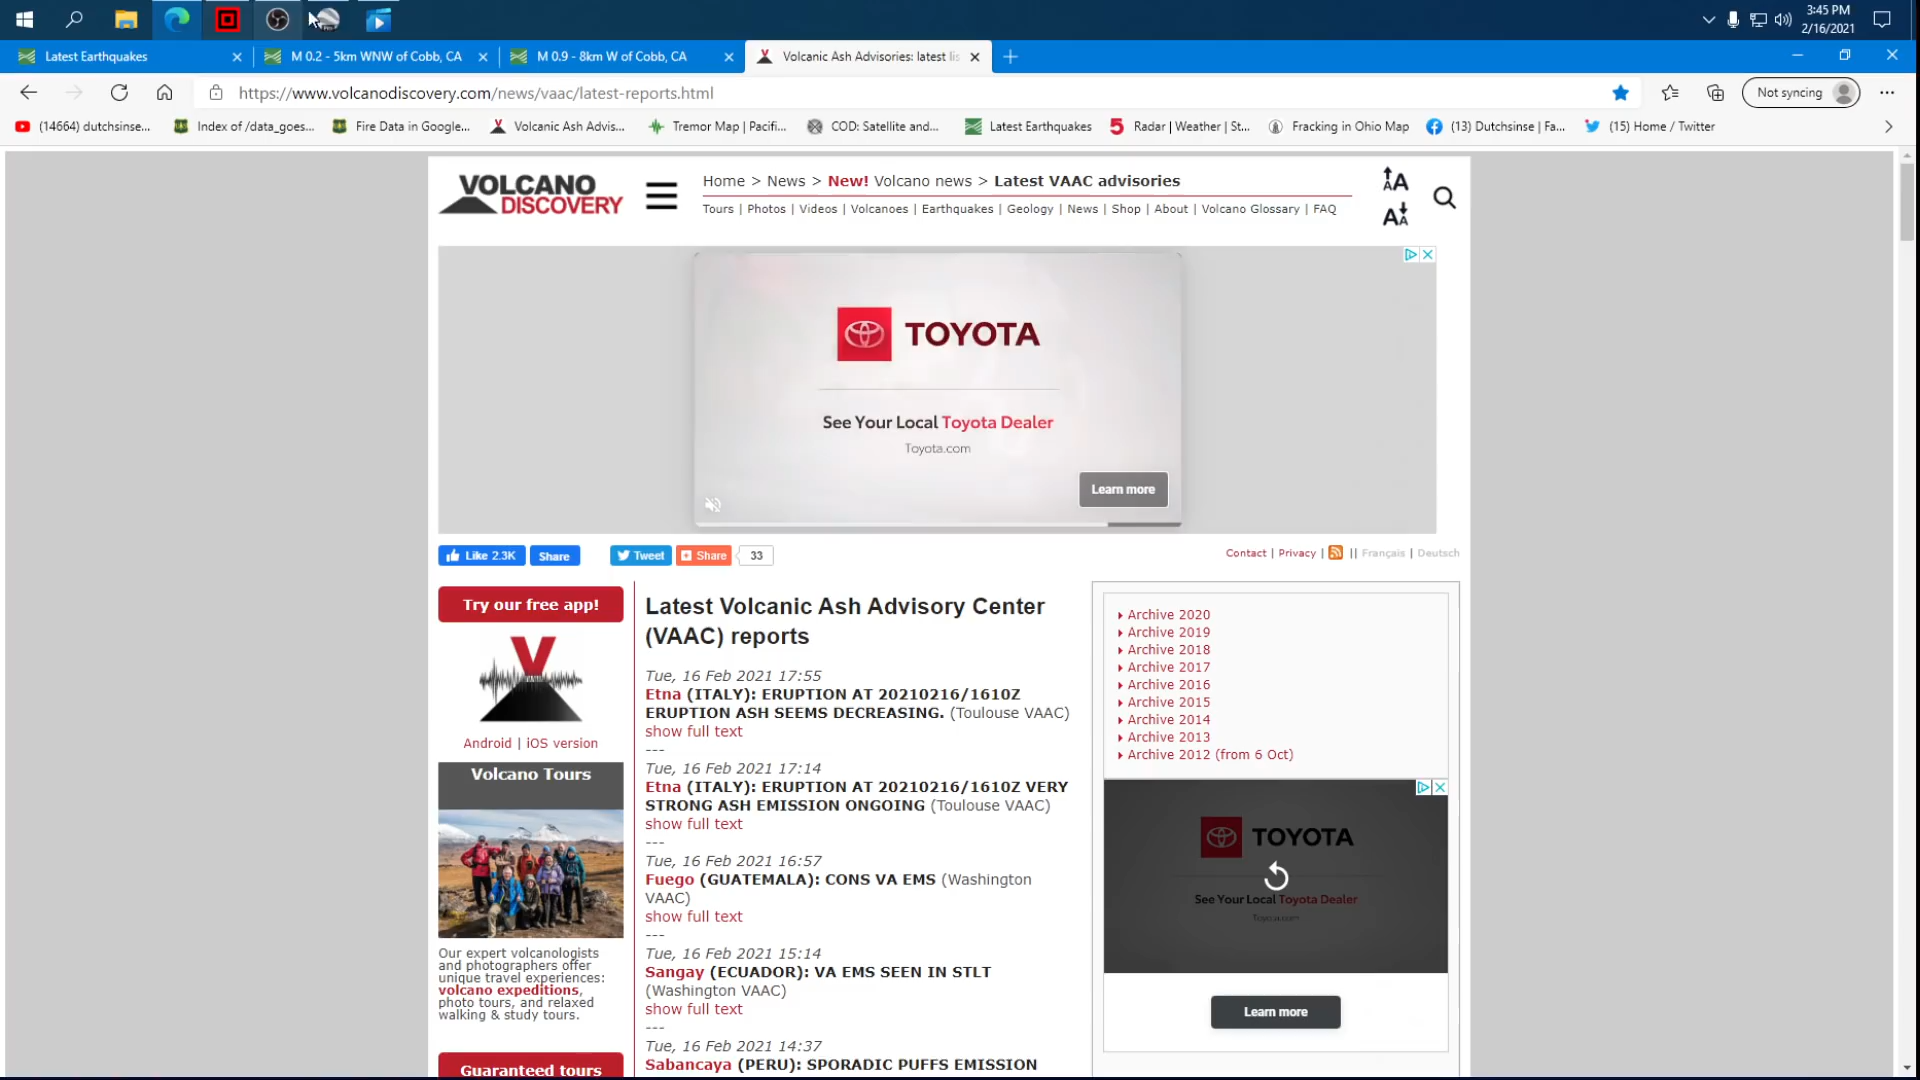 3:45 PM
2/16/2021
Latest Earthquakes
M 0.2 - 5km WNW of Cobb, CA
M 0.9 - 8km W of Cobb, CA
Volcanic Ash Advisories: latest lis
https://www.volcanodiscovery.com/news/vaac/latest-reports.html
Not syncing
(14664) dutchsinse...
Index of /data_goes...
Fire Data in Google...
Volcanic Ash Advis...
Tremor Map | Pacifi...
COD: Satellite and...
Latest Earthquakes
5 Radar | Weather | St...
Fracking in Ohio Map
(13) Dutchsinse | Fa...
(15) Home / Twitter
VOLCANO
DISCOVERY
Home > News > New! Volcano news > Latest VAAC advisories
Tours | Photos | Videos | Volcanoes | Earthquakes | Geology | News | Shop | About | Volcano Glossary | FAQ
TOYOTA
See Your Local Toyota Dealer
Toyota.com
Learn more
Like 2.3K
Share
Tweet
Share
33
Contact | Privacy | || Français | Deutsch
Try our free app!
Android | iOS version
Volcano Tours
Our expert volcanologists
and photographers offer
unique travel experiences:
volcano expeditions,
photo tours, and relaxed
walking & study tours.
Guaranteed tours
Latest Volcanic Ash Advisory Center
(VAAC) reports
Tue, 16 Feb 2021 17:55
Etna (ITALY): ERUPTION AT 20210216/1610Z
ERUPTION ASH SEEMS DECREASING. (Toulouse VAAC)
show full text
---
Tue, 16 Feb 2021 17:14
Etna (ITALY): ERUPTION AT 20210216/1610Z VERY
STRONG ASH EMISSION ONGOING (Toulouse VAAC)
show full text
---
Tue, 16 Feb 2021 16:57
Fuego (GUATEMALA): CONS VA EMS (Washington
VAAC)
show full text
---
Tue, 16 Feb 2021 15:14
Sangay (ECUADOR): VA EMS SEEN IN STLT
(Washington VAAC)
show full text
---
Tue, 16 Feb 2021 14:37
Sabancaya (PERU): SPORADIC PUFFS EMISSION
Archive 2020
Archive 2019
Archive 2018
Archive 2017
Archive 2016
Archive 2015
Archive 2014
Archive 2013
Archive 2012 (from 6 Oct)
TOYOTA
See Your Local Toyota Dealer
Toyota.com
Learn more